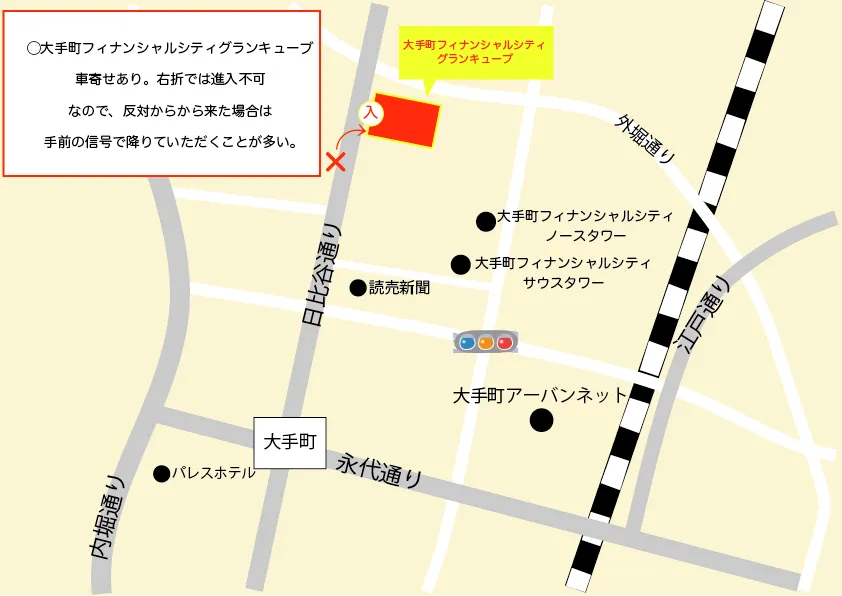 ◯大手町フィナンシャルシティグランキューブ
車寄せあり。右折では進入不可
なので、反対からから来た場合は
手前の信号で降りていただくことが多い。
大手町フィナンシャルシティ
グランキューブ
入
外堀通り
大手町フィナンシャルシティ
ノースタワー
日比谷通り
大手町フィナンシャルシティ
サウスタワー
読売新聞
江戸通り
大手町アーバンネット
大手町
永代通り
パレスホテル
内堀通り